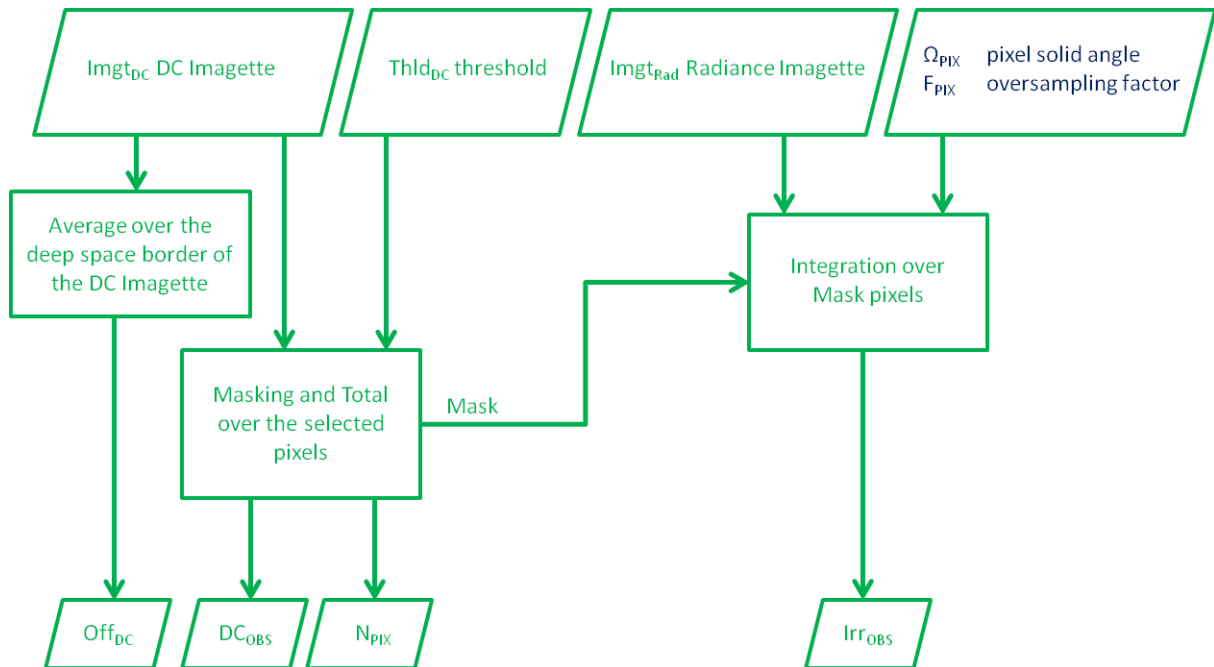 Imgt_DC DC Imagette
Thld_DC threshold
Imgt_Rad Radiance Imagette
Ω_PIX pixel solid angle
F_PIX oversampling factor
Average over the
deep space border of
the DC Imagette
Integration over
Mask pixels
Masking and Total
over the selected
pixels
Mask
Off_DC
DC_OBS
N_PIX
Irr_OBS